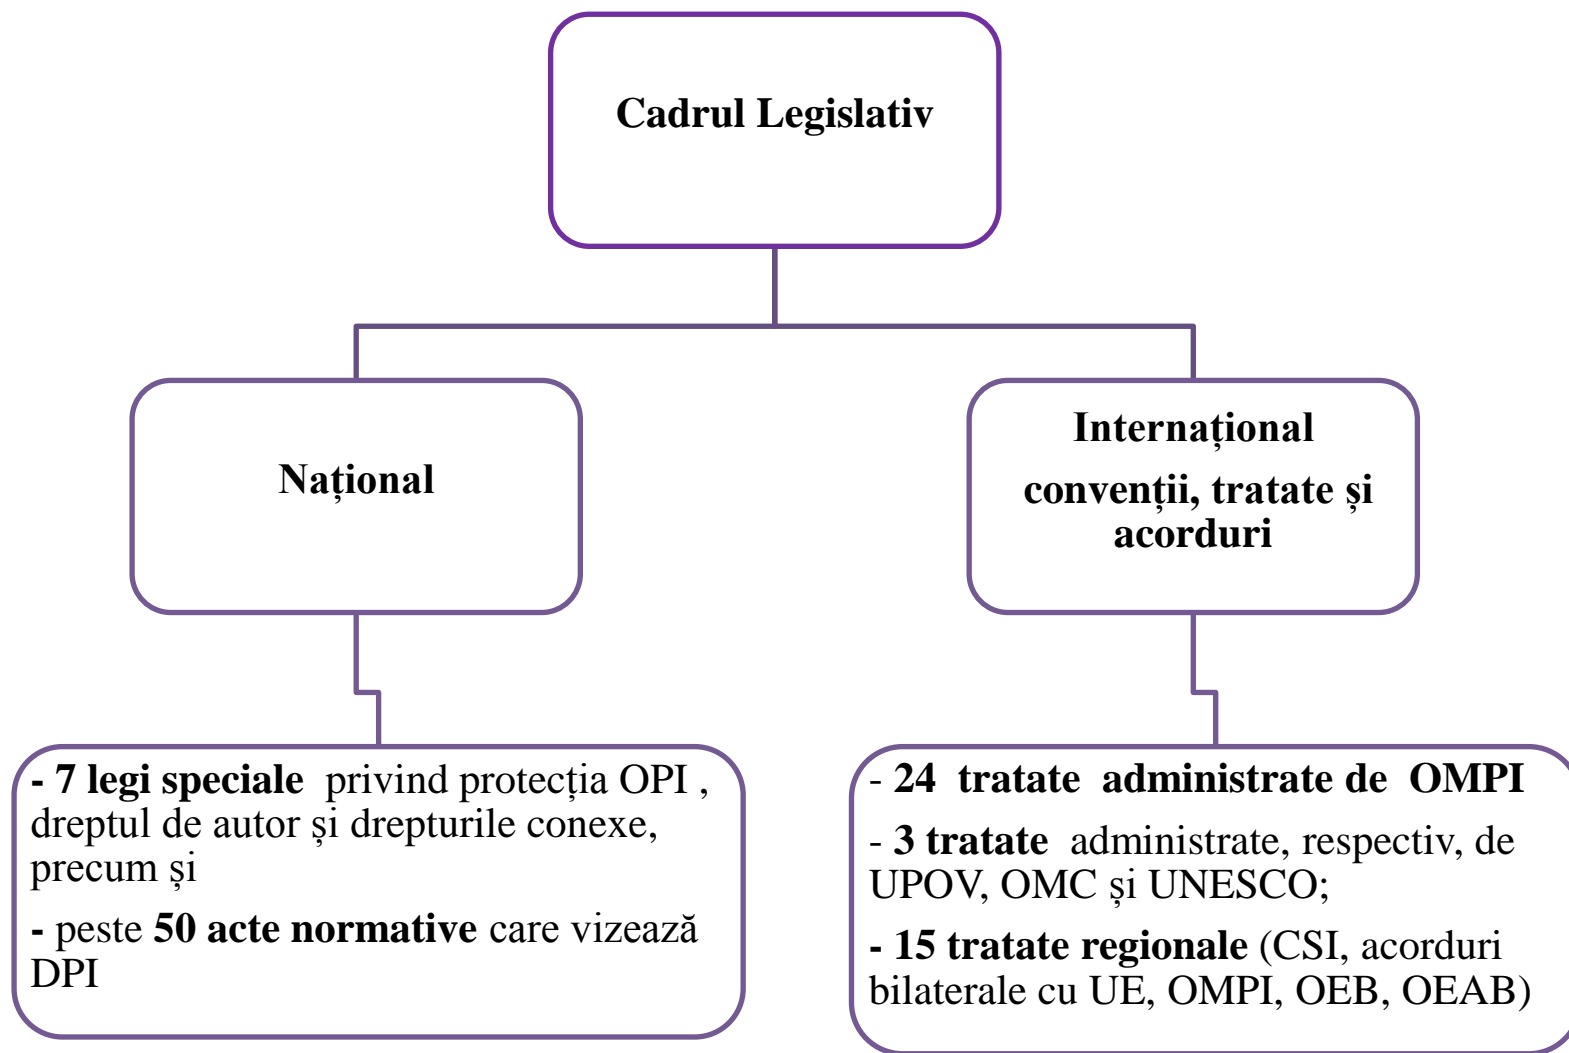 Cadrul Legislativ
Național
Internațional
convenții, tratate și
acorduri
- 7 legi speciale privind protecția OPI ,
dreptul de autor și drepturile conexe,
precum și
- peste 50 acte normative care vizează
DPI
- 24 tratate administrate de OMPI
- 3 tratate administrate, respectiv, de
UPOV, OMC și UNESCO;
- 15 tratate regionale (CSI, acorduri
bilaterale cu UE, OMPI, OEB, OEAB)